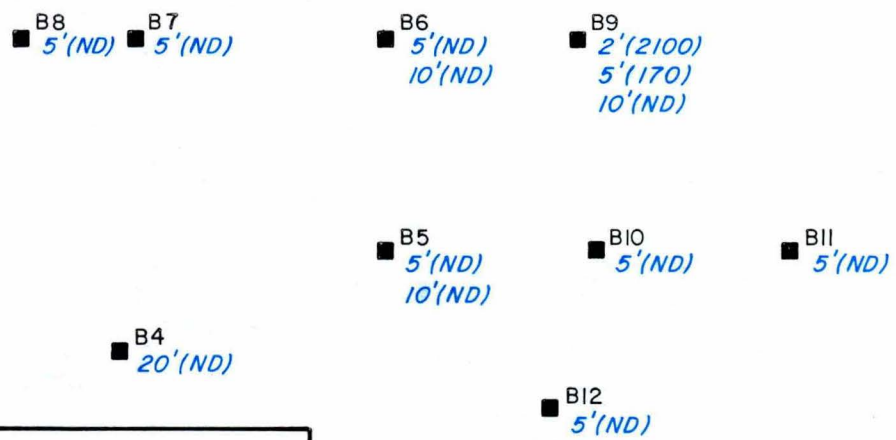 B8
5'(ND)
B7
5'(ND)
B6
5'(ND)
10'(ND)
B9
2'(2100)
5'(170)
10'(ND)
B5
5'(ND)
10'(ND)
B10
5'(ND)
B11
5'(ND)
B4
20'(ND)
B12
5'(ND)